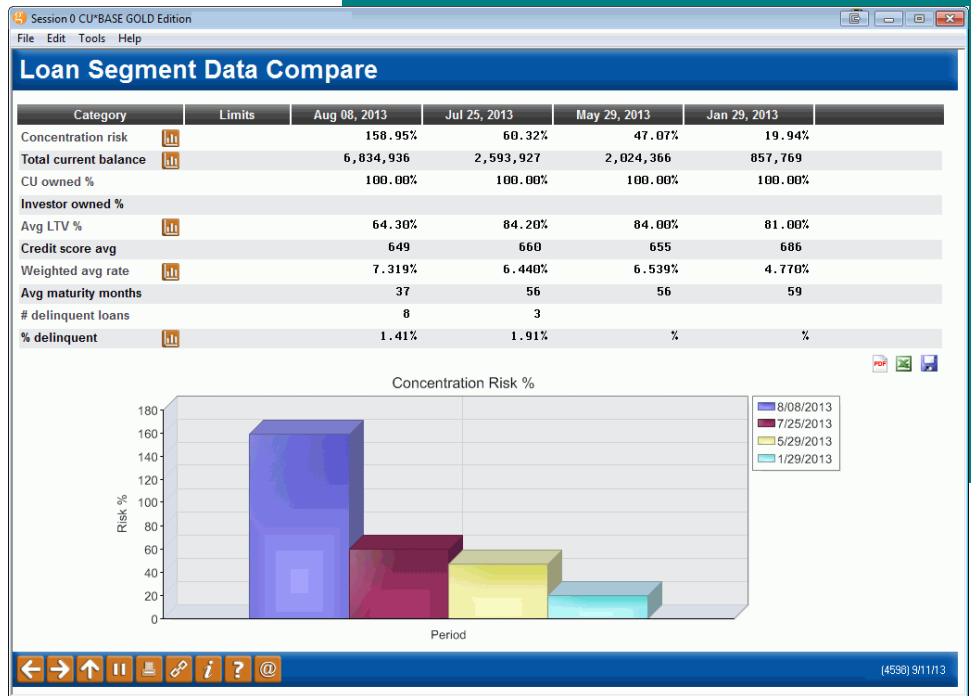 Session 0 CU*BASE GOLD Edition
File Edit Tools Help
Loan Segment Data Compare
Category Limits Aug 08, 2013 Jul 25, 2013 May 29, 2013 Jan 29, 2013
Concentration risk 158.95% 60.32% 47.07% 19.94%
Total current balance 6,834,936 2,593,927 2,024,366 857,769
CU owned % 100.00% 100.00% 100.00% 100.00%
Investor owned %
Avg LTV % 64.30% 84.20% 84.00% 81.00%
Credit score avg 649 660 655 686
Weighted avg rate 7.319% 6.440% 6.539% 4.770%
Avg maturity months 37 56 56 59
# delinquent loans 8 3
% delinquent 1.41% 1.91% % %
PDF
Concentration Risk %
180
160
140
120
100
80
60
40
20
0
Risk %
Period
8/08/2013
7/25/2013
5/29/2013
1/29/2013
(4598) 9/11/13